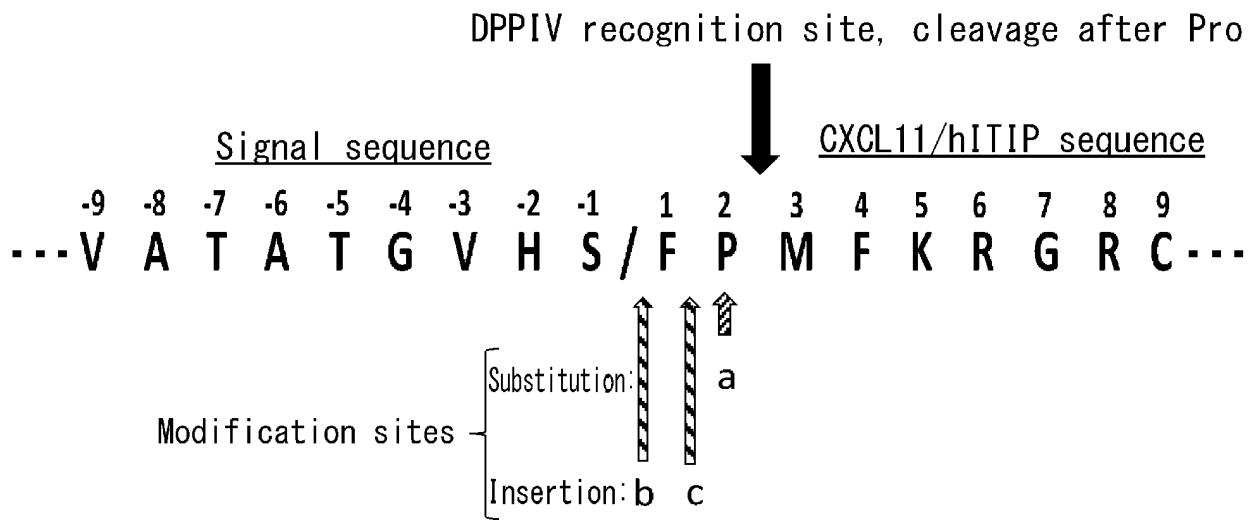 DPPIV recognition site, cleavage after Pro
Signal sequence
CXCL11/hITIP sequence
-9 -8 -7 -6 -5 -4 -3 -2 -1 1 2 3 4 5 6 7 8 9
---V A T A T G V H S / F P M F K R G R C---
Substitution: a
Modification sites
Insertion: b c